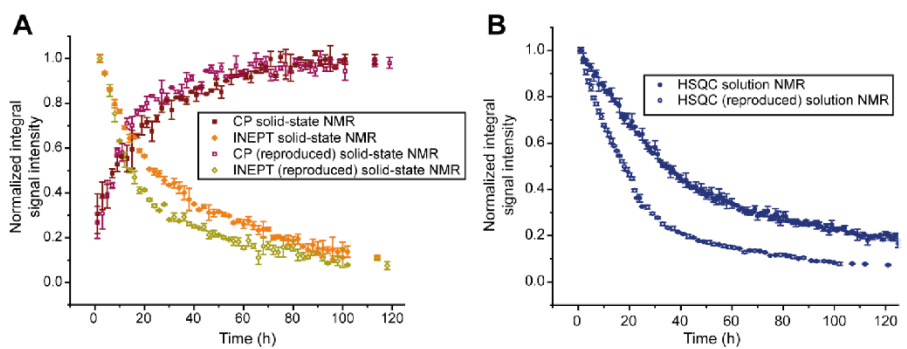 A
Normalized integral
signal intensity
1.0
0.8
0.6
0.4
0.2
0.0
CP solid-state NMR
INEPT solid-state NMR
CP (reproduced) solid-state NMR
INEPT (reproduced) solid-state NMR
0 20 40 60 80 100 120
Time (h)
B
Normalized integral
signal intensity
1.0
0.8
0.6
0.4
0.2
0.0
HSQC solution NMR
HSQC (reproduced) solution NMR
0 20 40 60 80 100 120
Time (h)